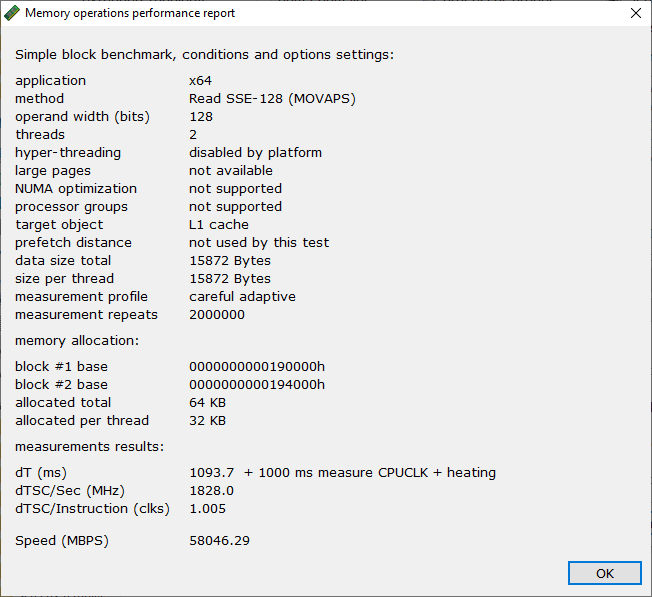 Memory operations performance report
Simple block benchmark, conditions and options settings:
application x64
method Read SSE-128 (MOVAPS)
operand width (bits) 128
threads 2
hyper-threading disabled by platform
large pages not available
NUMA optimization not supported
processor groups not supported
target object L1 cache
prefetch distance not used by this test
data size total 15872 Bytes
size per thread 15872 Bytes
measurement profile careful adaptive
measurement repeats 2000000
memory allocation:
block #1 base 0000000000190000h
block #2 base 0000000000194000h
allocated total 64 KB
allocated per thread 32 KB
measurements results:
dT (ms) 1093.7 + 1000 ms measure CPUCLK + heating
dTSC/Sec (MHz) 1828.0
dTSC/Instruction (clks) 1.005
Speed (MBPS) 58046.29
OK